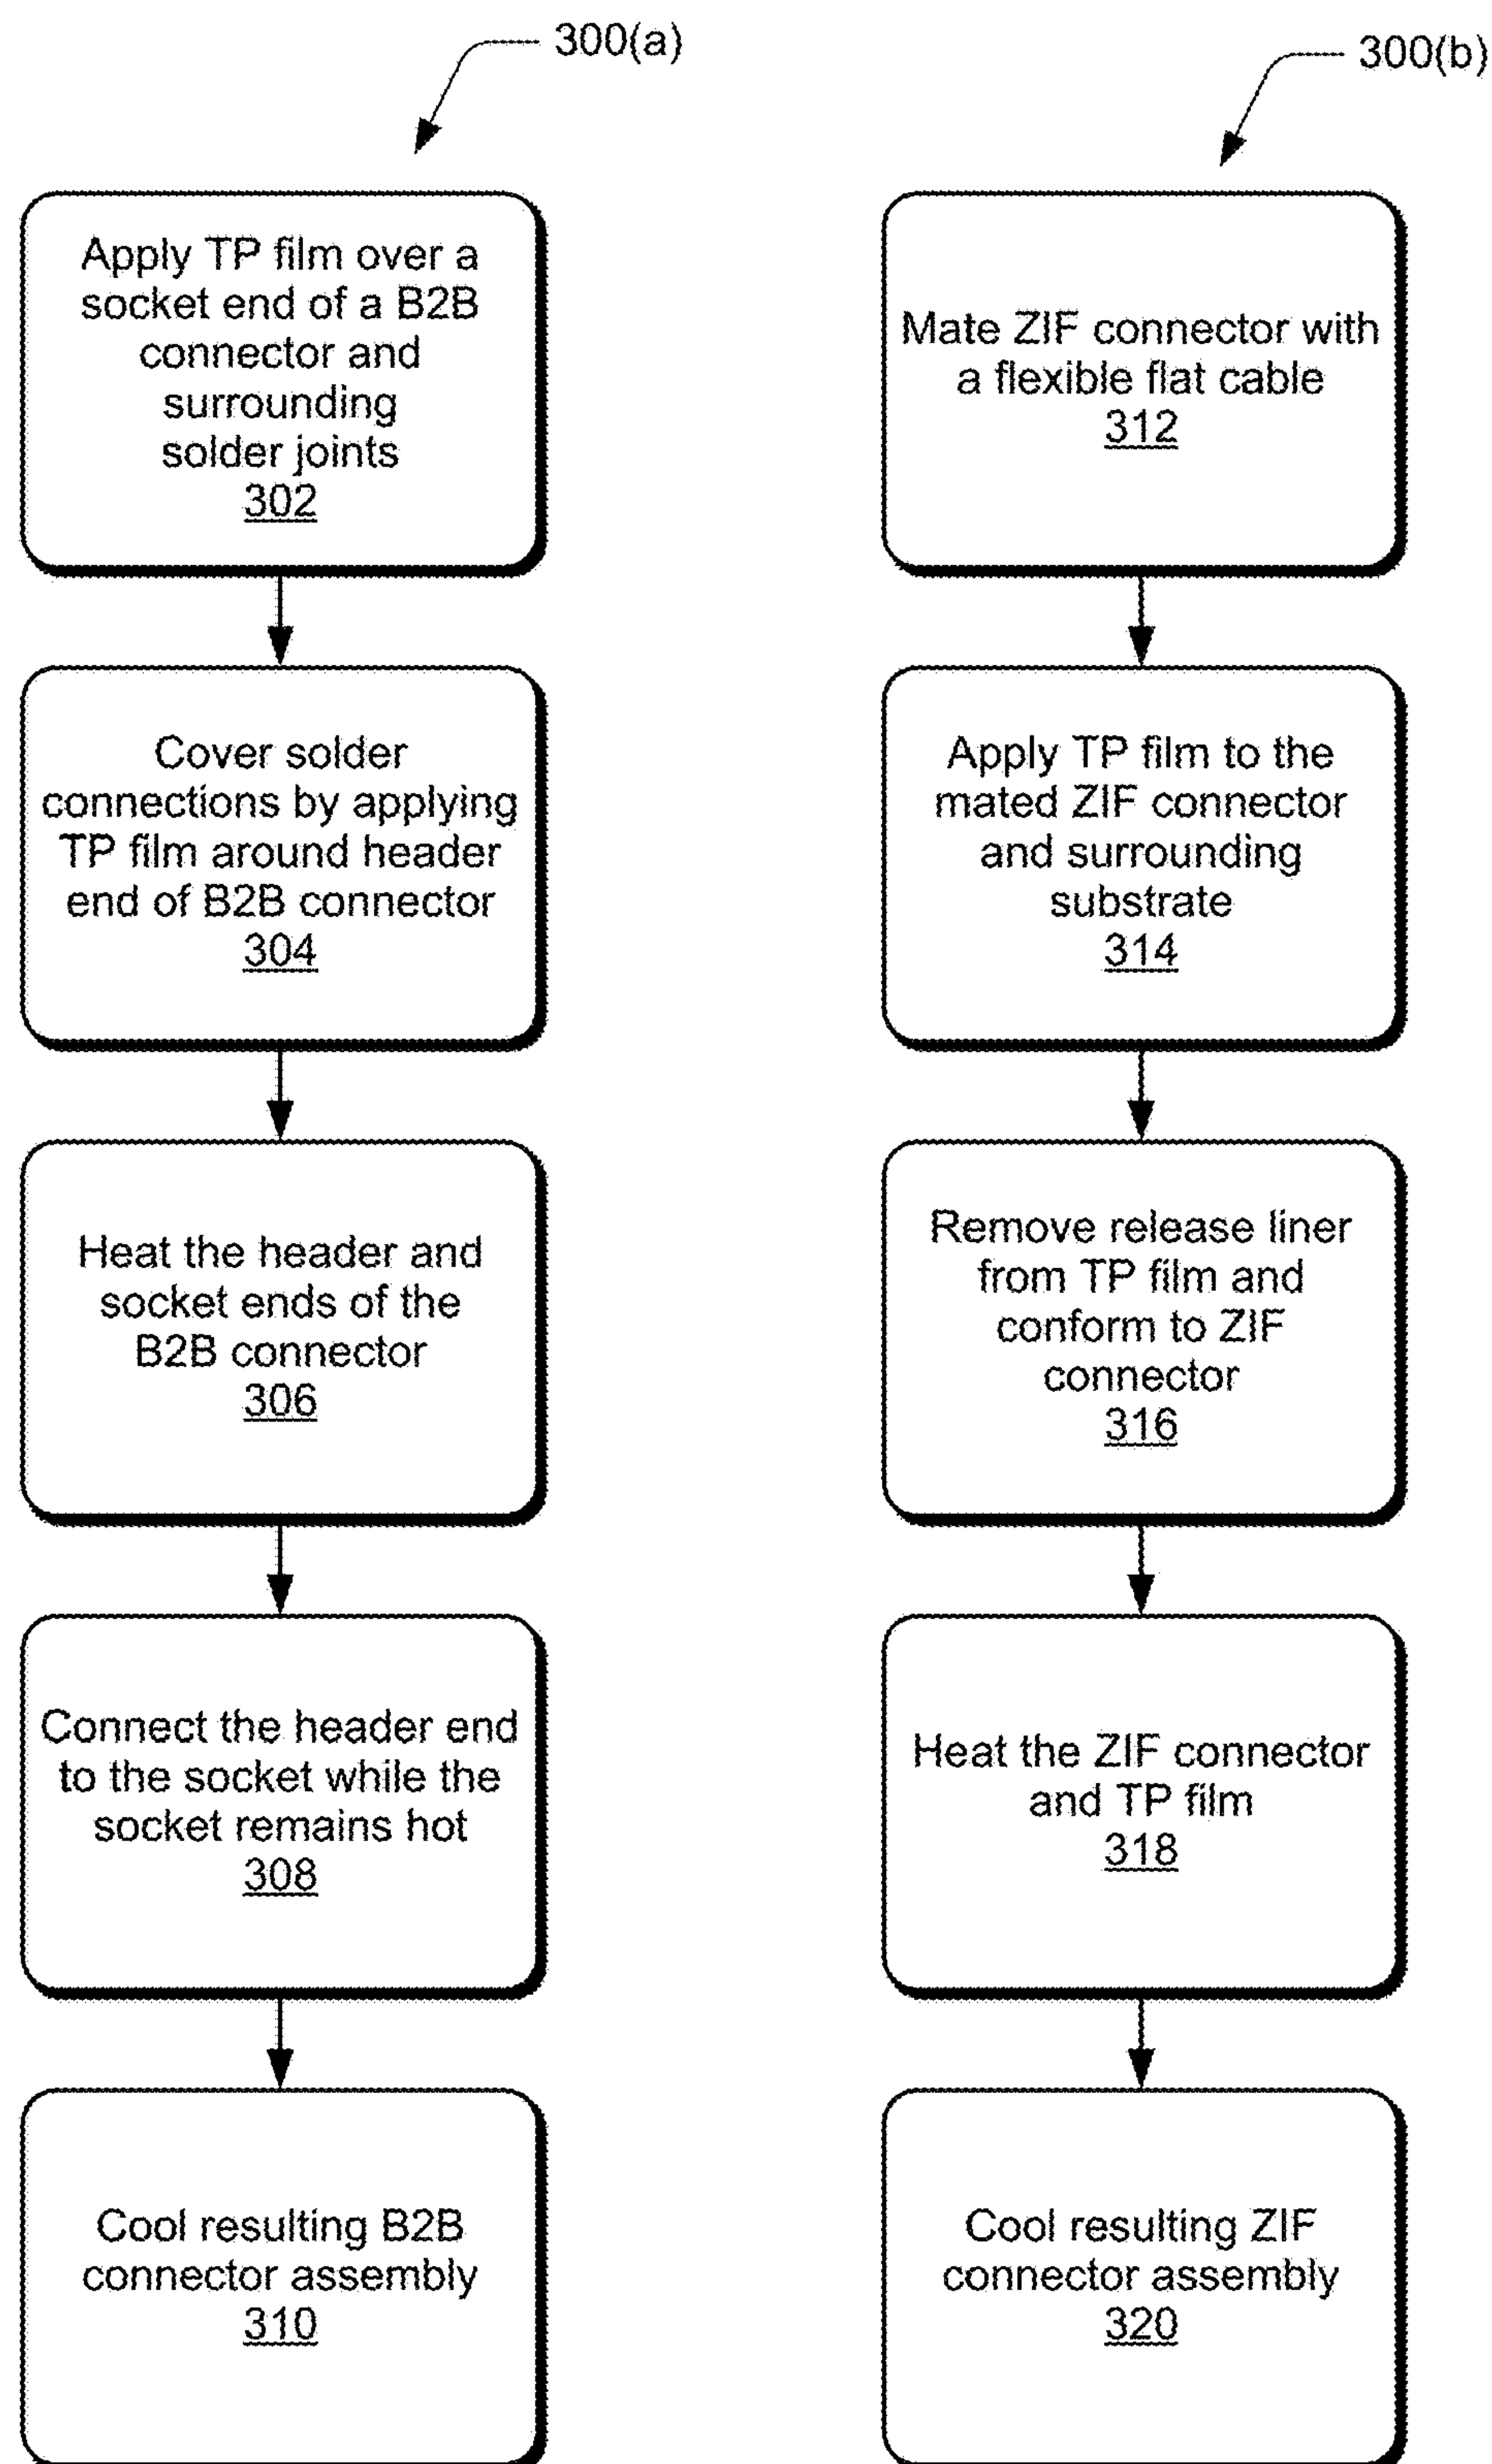 300(a)
Apply TP film over a
socket end of a B2B
connector and
surrounding
solder joints
302
Cover solder
connections by applying
TP film around header
end of B2B connector
304
Heat the header and
socket ends of the
B2B connector
306
Connect the header end
to the socket while the
socket remains hot
308
Cool resulting B2B
connector assembly
310
300(b)
Mate ZIF connector with
a flexible flat cable
312
Apply TP film to the
mated ZIF connector
and surrounding
substrate
314
Remove release liner
from TP film and
conform to ZIF
connector
316
Heat the ZIF connector
and TP film
318
Cool resulting ZIF
connector assembly
320